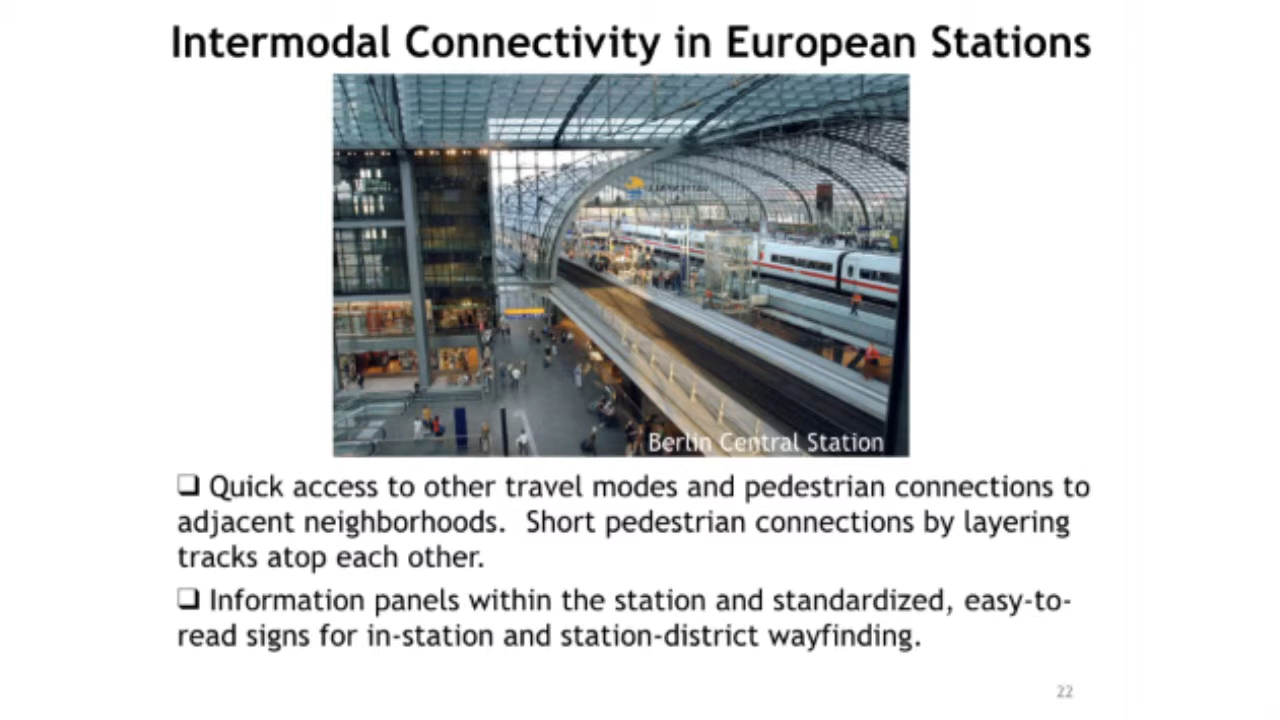 Intermodal Connectivity in European Stations
Berlin Central Station
❑ Quick access to other travel modes and pedestrian connections to
adjacent neighborhoods.  Short pedestrian connections by layering
tracks atop each other.
❑ Information panels within the station and standardized, easy-to-
read signs for in-station and station-district wayfinding.
22